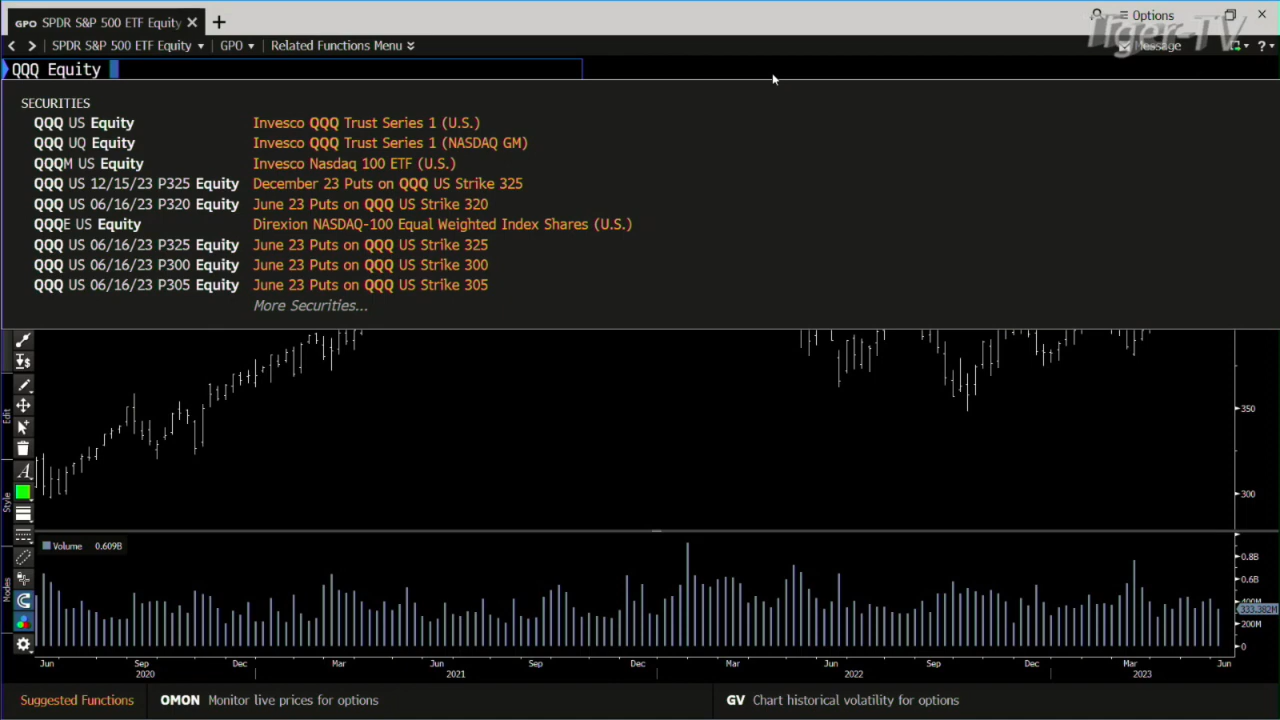 GPO SPDR S&P 500 ETF Equity
Options
Tiger-TV
SPDR S&P 500 ETF Equity GPO Related Functions Menu
Message ?
QQQ Equity
SECURITIES
QQQ US Equity Invesco QQQ Trust Series 1 (U.S.)
QQQ UQ Equity Invesco QQQ Trust Series 1 (NASDAQ GM)
QQQM US Equity Invesco Nasdaq 100 ETF (U.S.)
QQQ US 12/15/23 P325 Equity December 23 Puts on QQQ US Strike 325
QQQ US 06/16/23 P320 Equity June 23 Puts on QQQ US Strike 320
QQQE US Equity Direxion NASDAQ-100 Equal Weighted Index Shares (U.S.)
QQQ US 06/16/23 P325 Equity June 23 Puts on QQQ US Strike 325
QQQ US 06/16/23 P300 Equity June 23 Puts on QQQ US Strike 300
QQQ US 06/16/23 P305 Equity June 23 Puts on QQQ US Strike 305
More Securities...
Edit
350
A
Style
300
Volume 0.609B
0.8B
0.6B
Modes
400M
333.382M
200M
0
Jun Sep Dec Mar Jun Sep Dec Mar Jun Sep Dec Mar Jun
2020 2021 2022 2023
Suggested Functions OMON Monitor live prices for options GV Chart historical volatility for options